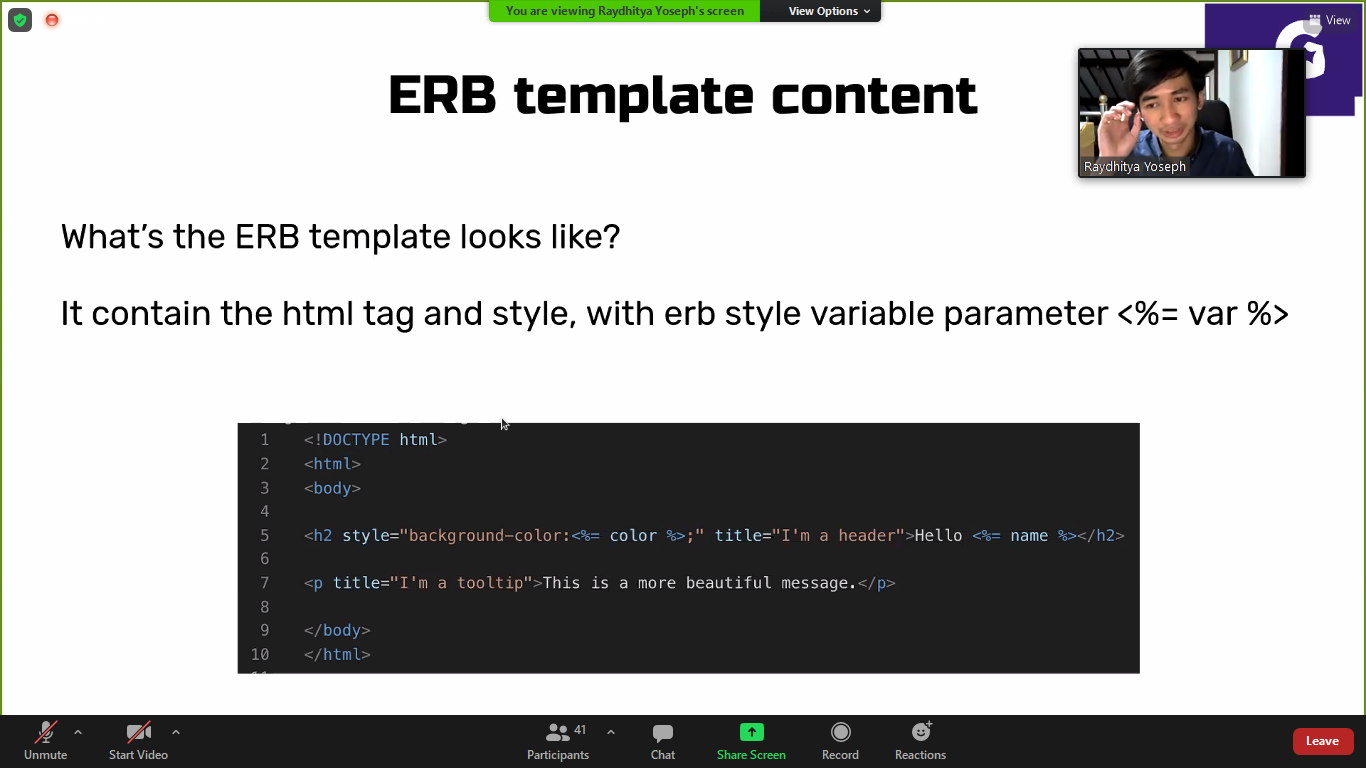 You are viewing Raydhitya Yoseph's screen
View Options
View
ERB template content
Raydhitya Yoseph
What's the ERB template looks like?
It contain the html tag and style, with erb style variable parameter <%= var %>
1 <!DOCTYPE html>
2 <html>
3 <body>
4
5 <h2 style="background-color:<%= color %>;" title="I'm a header">Hello <%= name %></h2>
6
7 <p title="I'm a tooltip">This is a more beautiful message.</p>
8
9 </body>
10 </html>
Unmute
Start Video
Participants 41
Chat
Share Screen
Record
Reactions
Leave